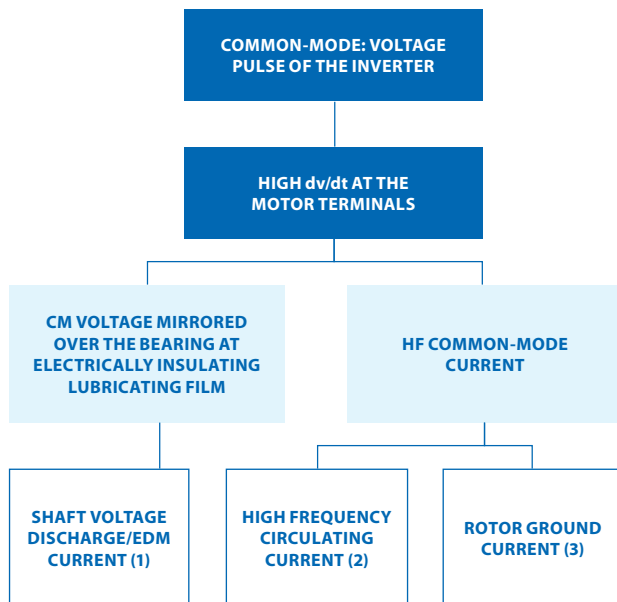 COMMON-MODE: VOLTAGE
PULSE OF THE INVERTER
HIGH dv/dt AT THE
MOTOR TERMINALS
CM VOLTAGE MIRRORED
OVER THE BEARING AT
ELECTRICALLY INSULATING
LUBRICATING FILM
HF COMMON-MODE
CURRENT
SHAFT VOLTAGE
DISCHARGE/EDM
CURRENT (1)
HIGH FREQUENCY
CIRCULATING
CURRENT (2)
ROTOR GROUND
CURRENT (3)